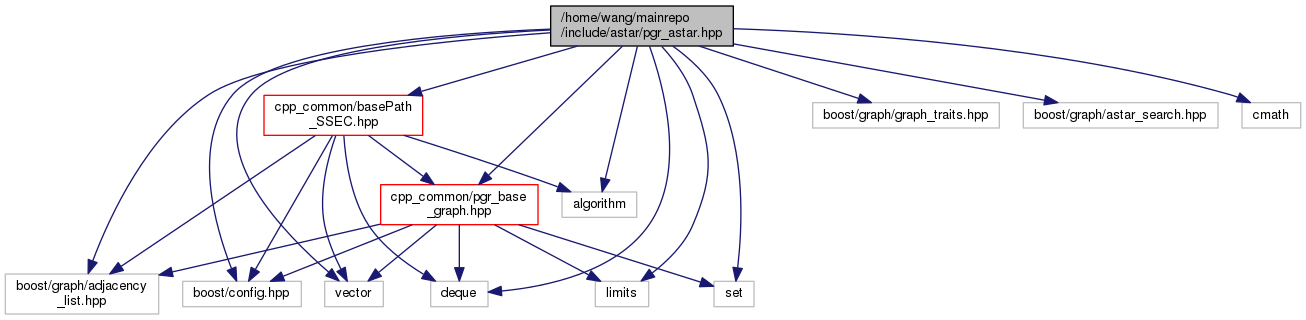 /home/wang/mainrepo
/include/astar/pgr_astar.hpp
cpp_common/basePath
_SSEC.hpp
boost/graph/graph_traits.hpp
boost/graph/astar_search.hpp
cmath
cpp_common/pgr_base
_graph.hpp
algorithm
boost/graph/adjacency
_list.hpp
boost/config.hpp
vector
deque
limits
set